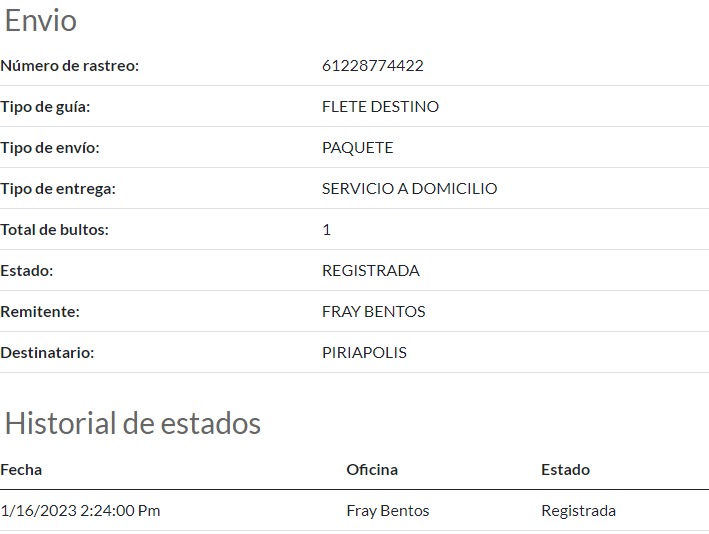 Envio
Número de rastreo: 61228774422
Tipo de guía: FLETE DESTINO
Tipo de envío: PAQUETE
Tipo de entrega: SERVICIO A DOMICILIO
Total de bultos: 1
Estado: REGISTRADA
Remitente: FRAY BENTOS
Destinatario: PIRIAPOLIS
Historial de estados
Fecha Oficina Estado
1/16/2023 2:24:00 Pm Fray Bentos Registrada